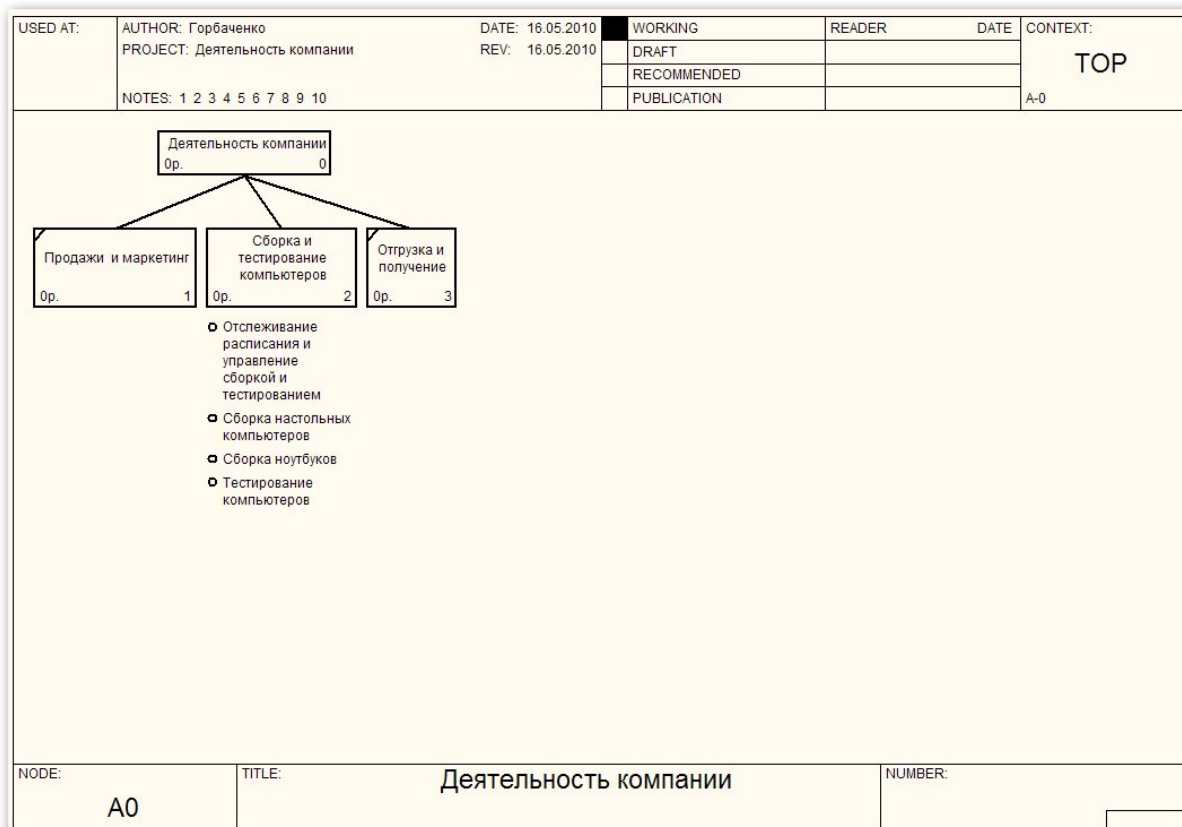 USED AT:
AUTHOR: Горбаченко
DATE: 16.05.2010
PROJECT: Деятельность компании
REV: 16.05.2010
NOTES: 1 2 3 4 5 6 7 8 9 10
WORKING
DRAFT
RECOMMENDED
PUBLICATION
READER
DATE
CONTEXT:
TOP
A-0
Деятельность компании
0р.
0
Продажи и маркетинг
0р.
1
Сборка и
тестирование
компьютеров
0р.
2
Отгрузка и
получение
0р.
3
Отслеживание
расписания и
управление
сборкой и
тестированием
Сборка настольных
компьютеров
Сборка ноутбуков
Тестирование
компьютеров
NODE:
A0
TITLE:
Деятельность компании
NUMBER: